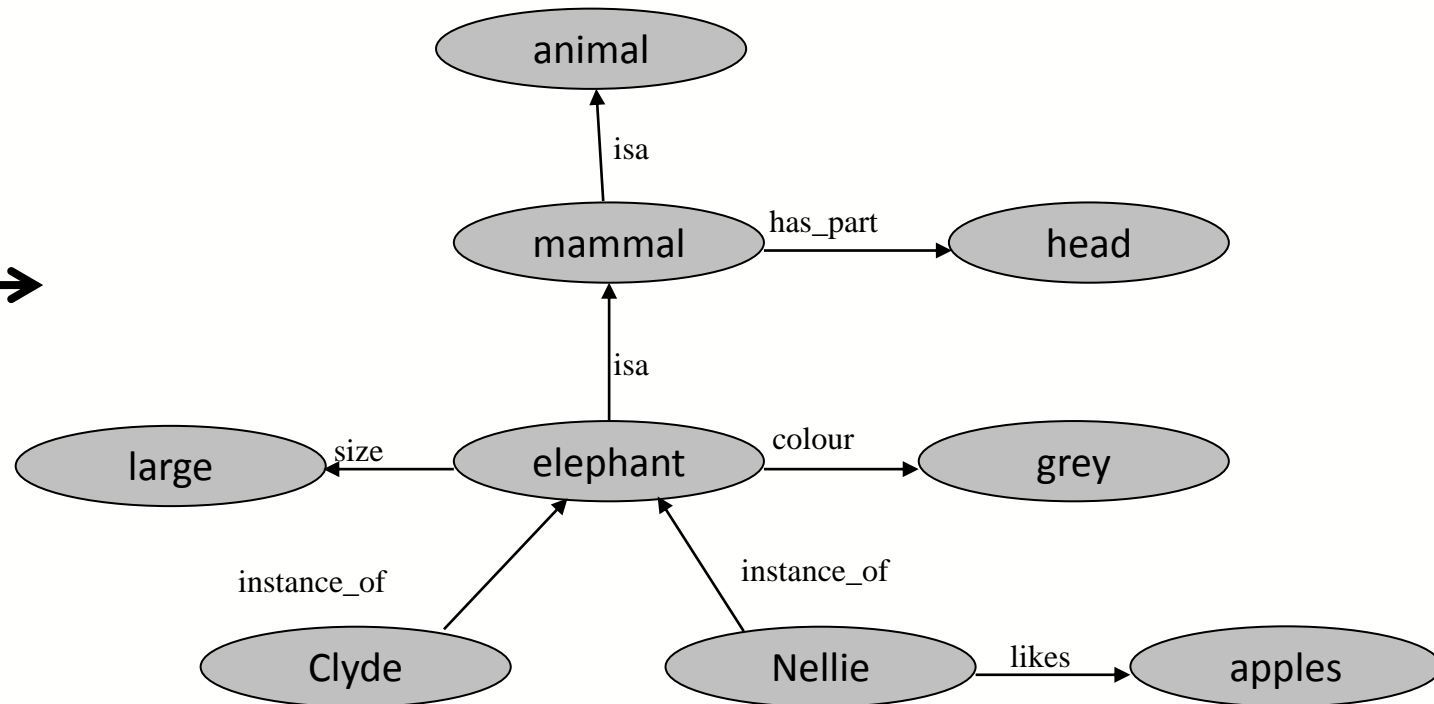 animal
isa
mammal
has_part
head
isa
large
size
elephant
colour
grey
instance_of
instance_of
Clyde
Nellie
likes
apples